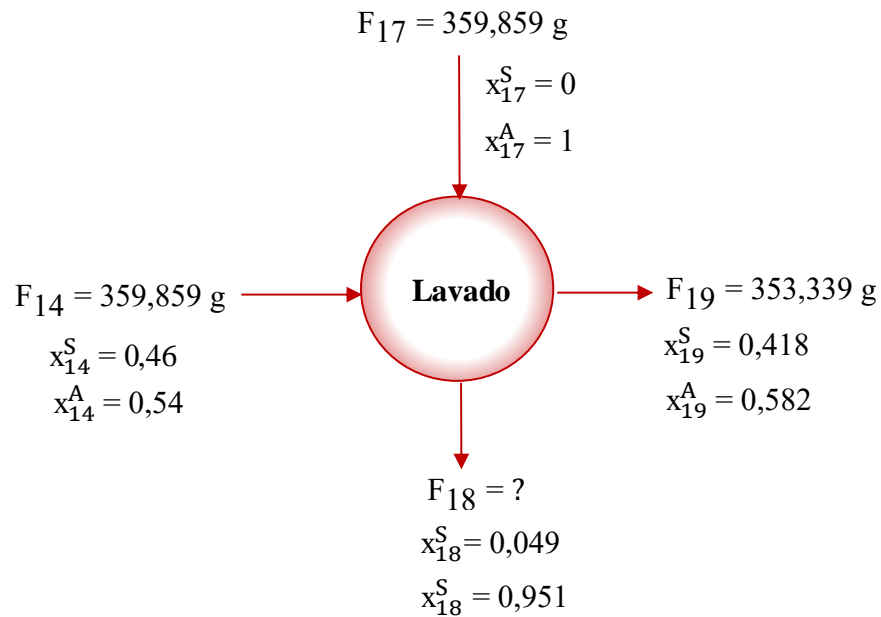 F17 = 359,859 g
x^S_17 = 0
x^A_17 = 1
Lavado
F14 = 359,859 g
x^S_14 = 0,46
x^A_14 = 0,54
F19 = 353,339 g
x^S_19 = 0,418
x^A_19 = 0,582
F18 = ?
x^S_18 = 0,049
x^S_18 = 0,951